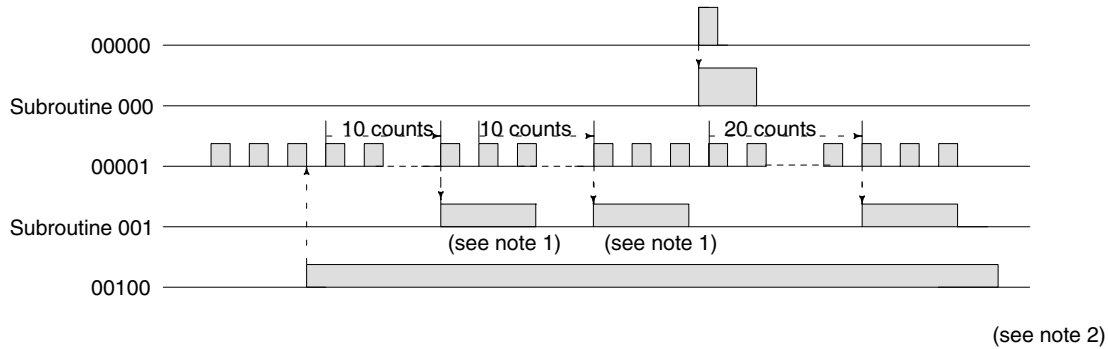 00000
Subroutine 000
10 counts 10 counts 20 counts
00001
Subroutine 001
(see note 1) (see note 1)
00100
(see note 2)